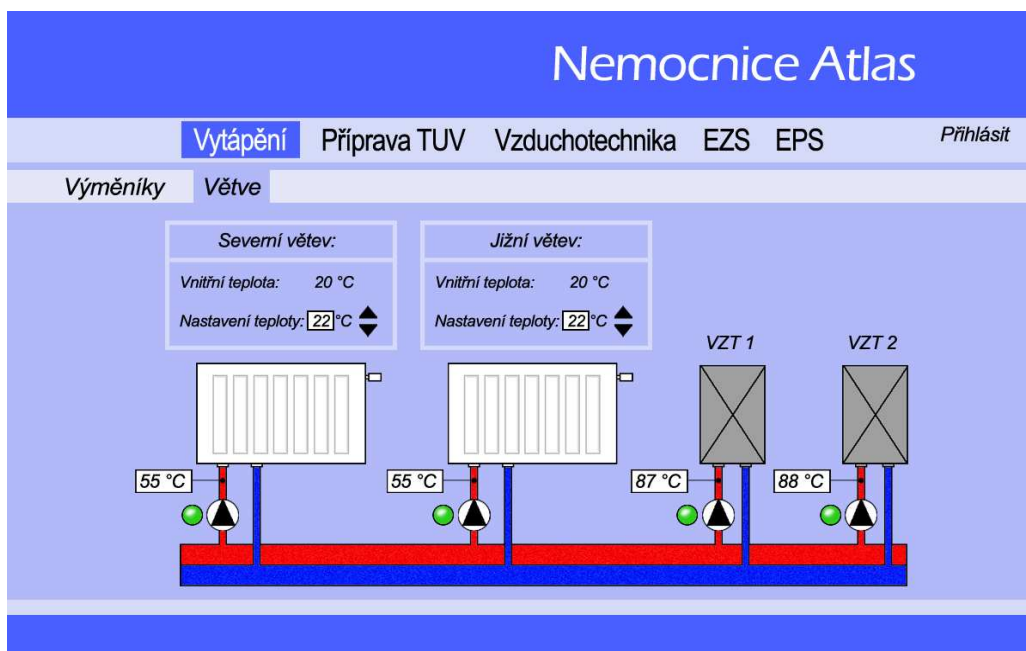 Nemocnice Atlas
Vytápění Příprava TUV Vzduchotechnika EZS EPS Přihlásit
Výměníky Větve
Severní větev: Jižní větev:
Vnitřní teplota: 20 °C Vnitřní teplota: 20 °C
Nastavení teploty: 22 °C Nastavení teploty: 22 °C
VZT 1 VZT 2
55 °C 55 °C 87 °C 88 °C